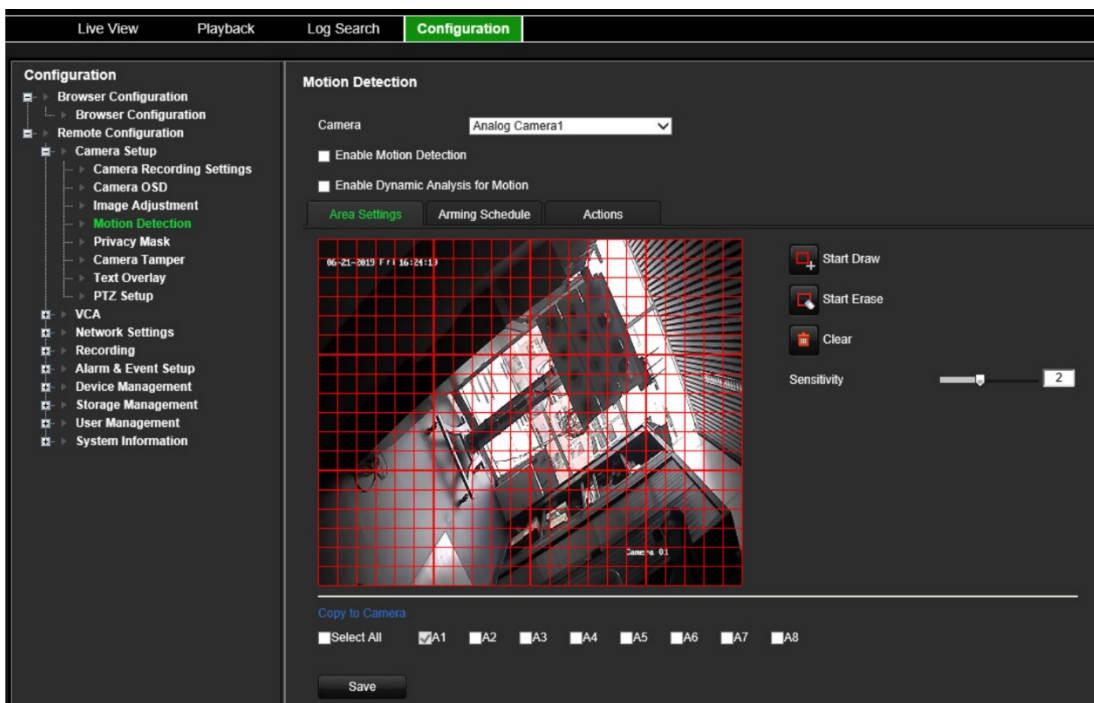 Live View Playback Log Search Configuration
Configuration
Browser Configuration
Browser Configuration
Remote Configuration
Camera Setup
Camera Recording Settings
Camera OSD
Image Adjustment
Motion Detection
Privacy Mask
Camera Tamper
Text Overlay
PTZ Setup
VCA
Network Settings
Recording
Alarm & Event Setup
Device Management
Storage Management
User Management
System Information
Motion Detection
Camera Analog Camera1
Enable Motion Detection
Enable Dynamic Analysis for Motion
Area Settings Arming Schedule Actions
06-21-2019 Fri 16:24:13
Camera 01
Start Draw
Start Erase
Clear
Sensitivity 2
Copy to Camera
Select All A1 A2 A3 A4 A5 A6 A7 A8
Save